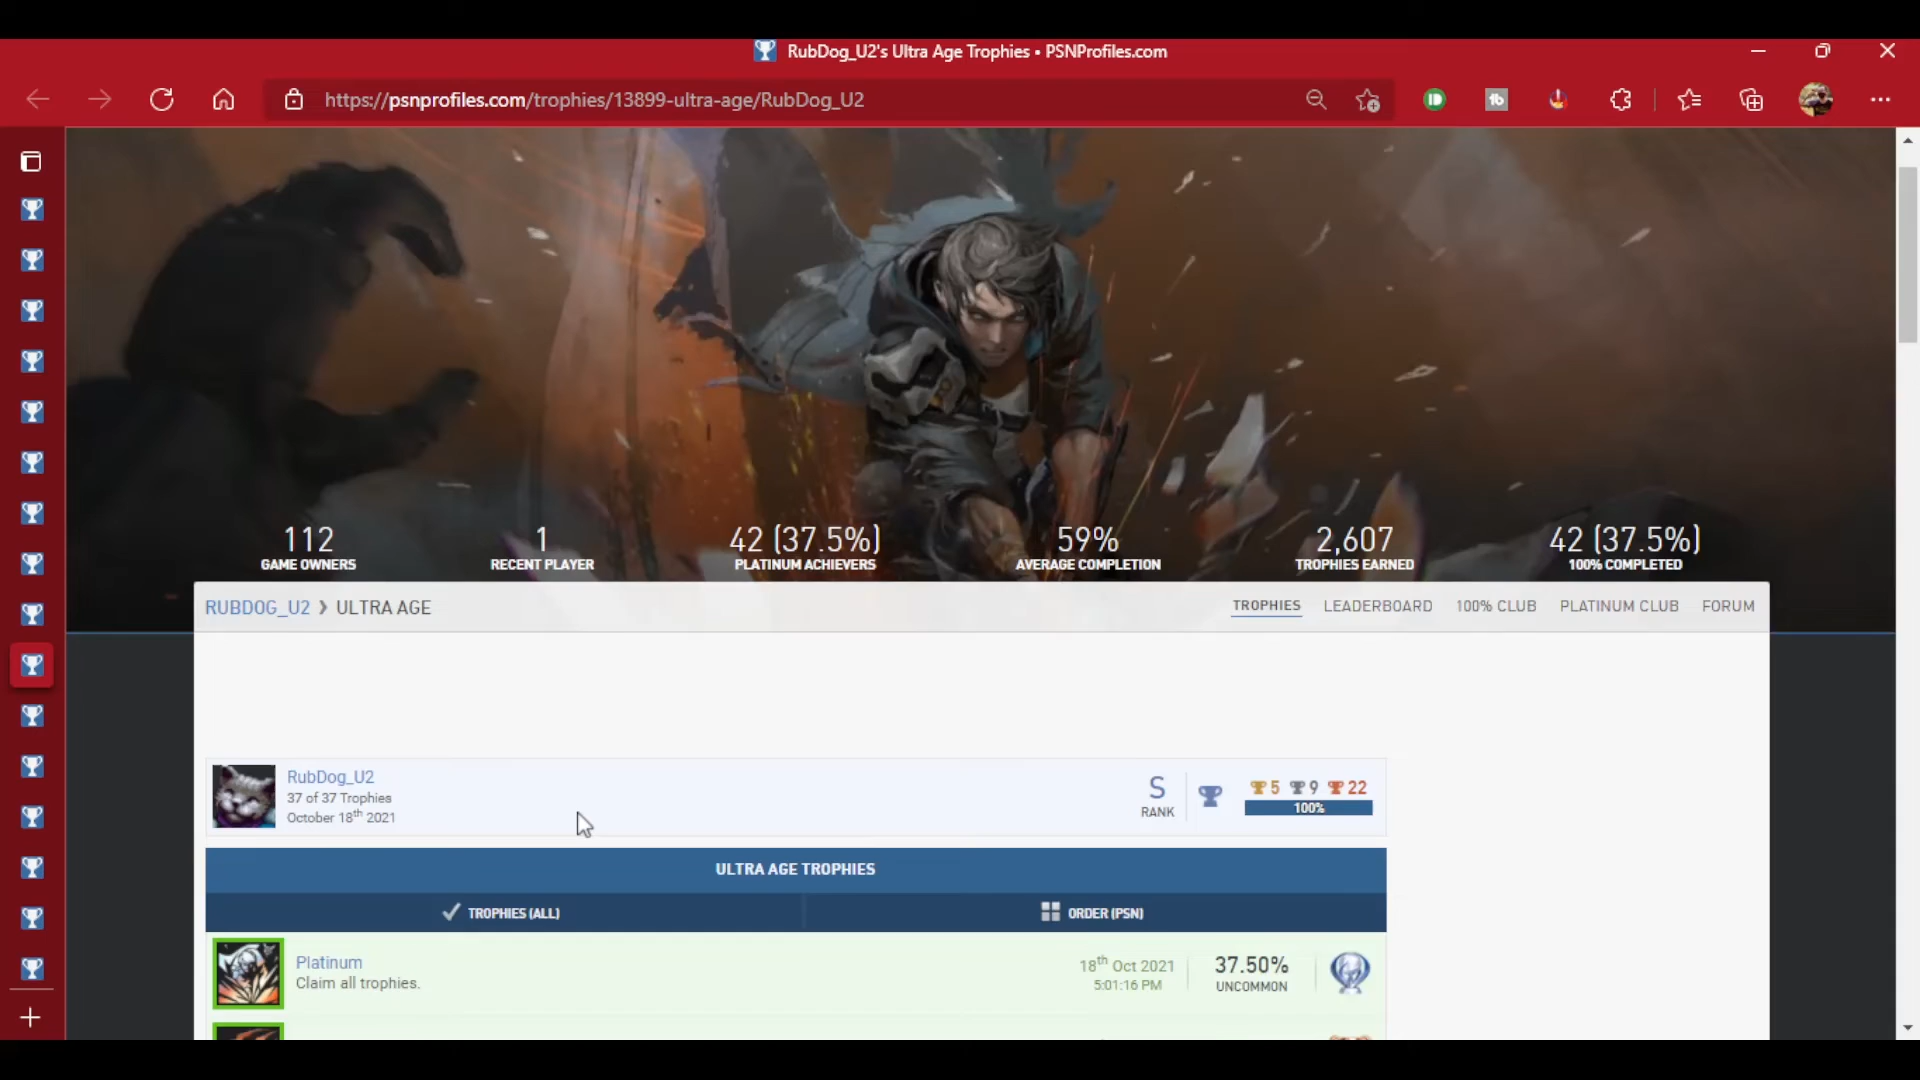 RubDog_U2's Ultra Age Trophies • PSNProfiles.com
https://psnprofiles.com/trophies/13899-ultra-age/RubDog_U2
112 1 42 (37.5%) 59% 2,607 42 (37.5%)
GAME OWNERS RECENT PLAYER PLATINUM ACHIEVERS AVERAGE COMPLETION TROPHIES EARNED 100% COMPLETED
RUBDOG_U2 ❯ ULTRA AGE TROPHIES LEADERBOARD 100% CLUB PLATINUM CLUB FORUM
RubDog_U2
37 of 37 Trophies
October 18th 2021
S
RANK
5 9 22
100%
ULTRA AGE TROPHIES
TROPHIES (ALL) ORDER (PSN)
Platinum
Claim all trophies.
18th Oct 2021
5:01:16 PM
37.50%
UNCOMMON